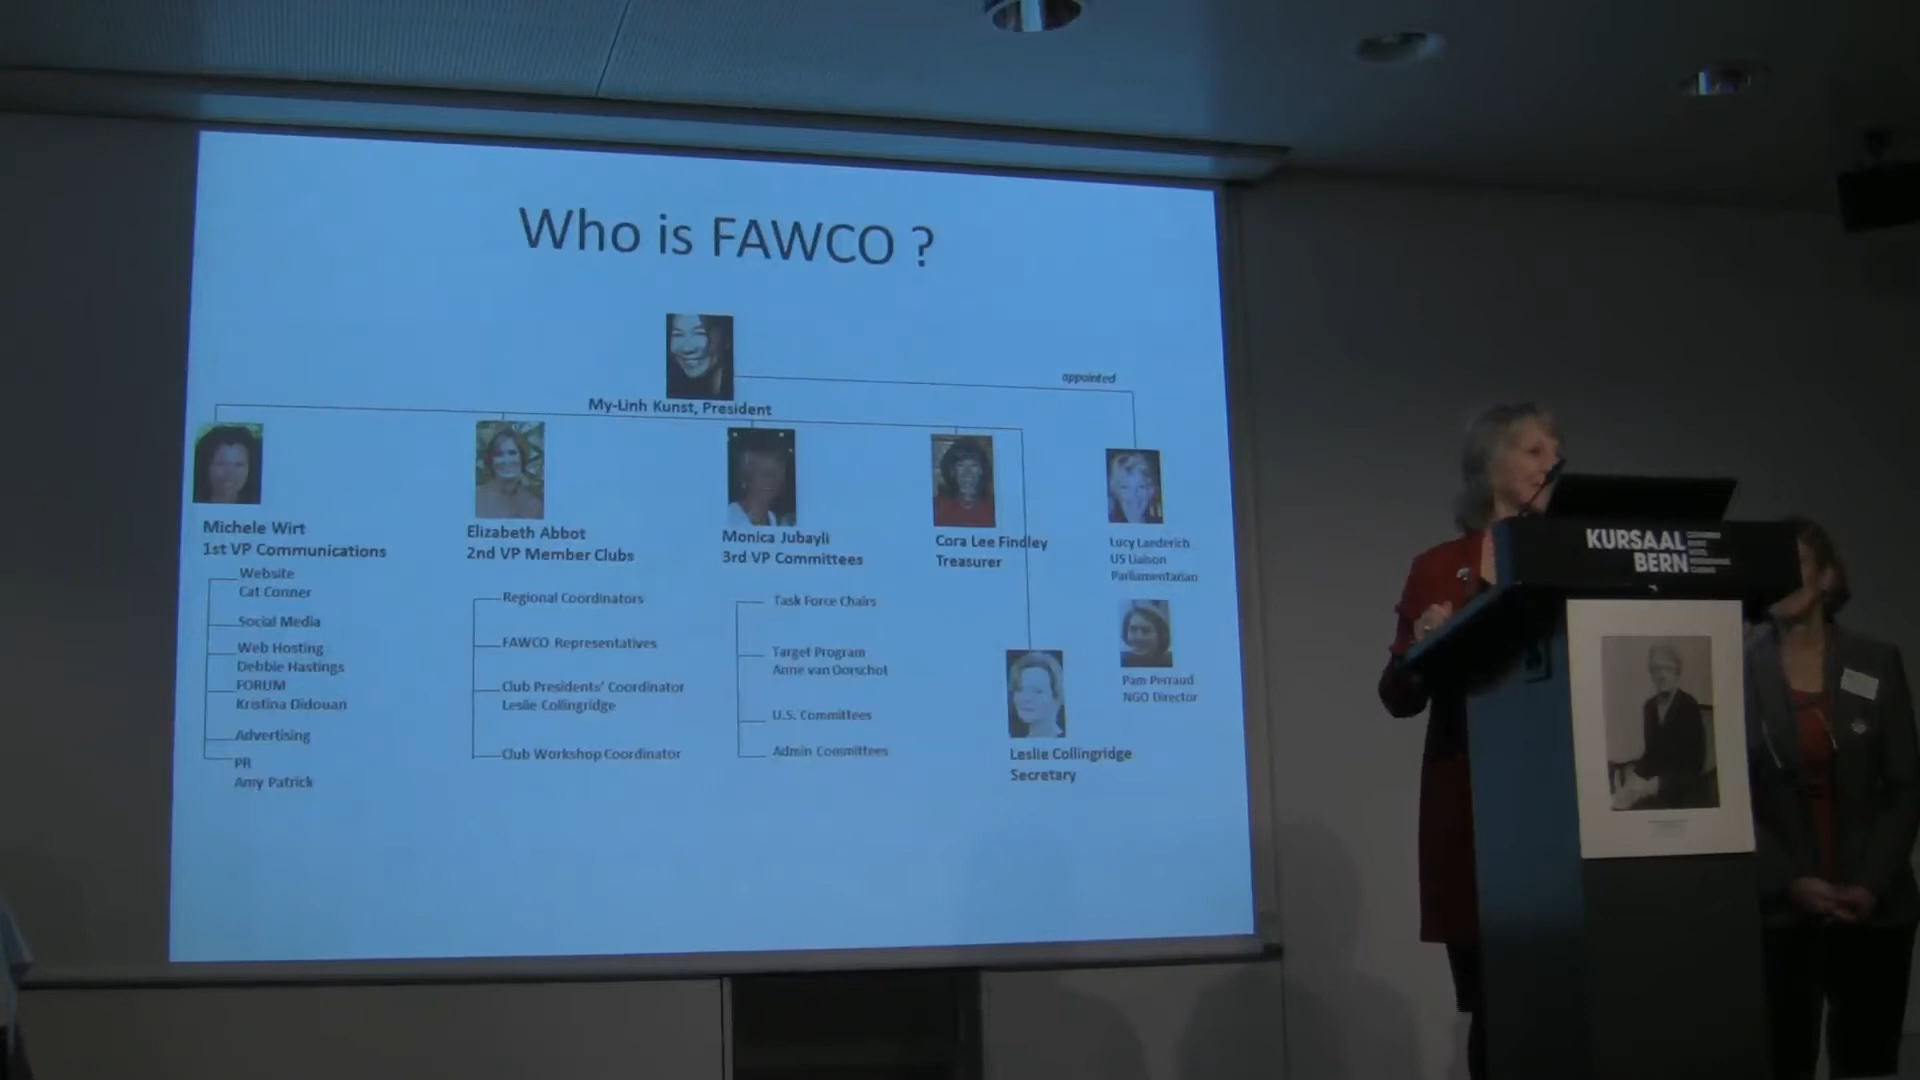 Who is FAWCO ?
appointed
My-Linh Kunst, President
Michele Wirt
1st VP Communications
Website
Cat Conner
Social Media
Web Hosting
Debbie Hastings
FORUM
Kristina Didouan
Advertising
PR
Amy Patrick
Elizabeth Abbot
2nd VP Member Clubs
Regional Coordinators
FAWCO Representatives
Club Presidents' Coordinator
Leslie Collingridge
Club Workshop Coordinator
Monica Jubayli
3rd VP Committees
Task Force Chairs
Target Program
Anne van Oorschot
U.S. Committees
Admin Committees
Cora Lee Findley
Treasurer
Leslie Collingridge
Secretary
Lucy Laederich
US Liaison
Parliamentarian
Pam Perraud
NGO Director
KURSAAL
BERN